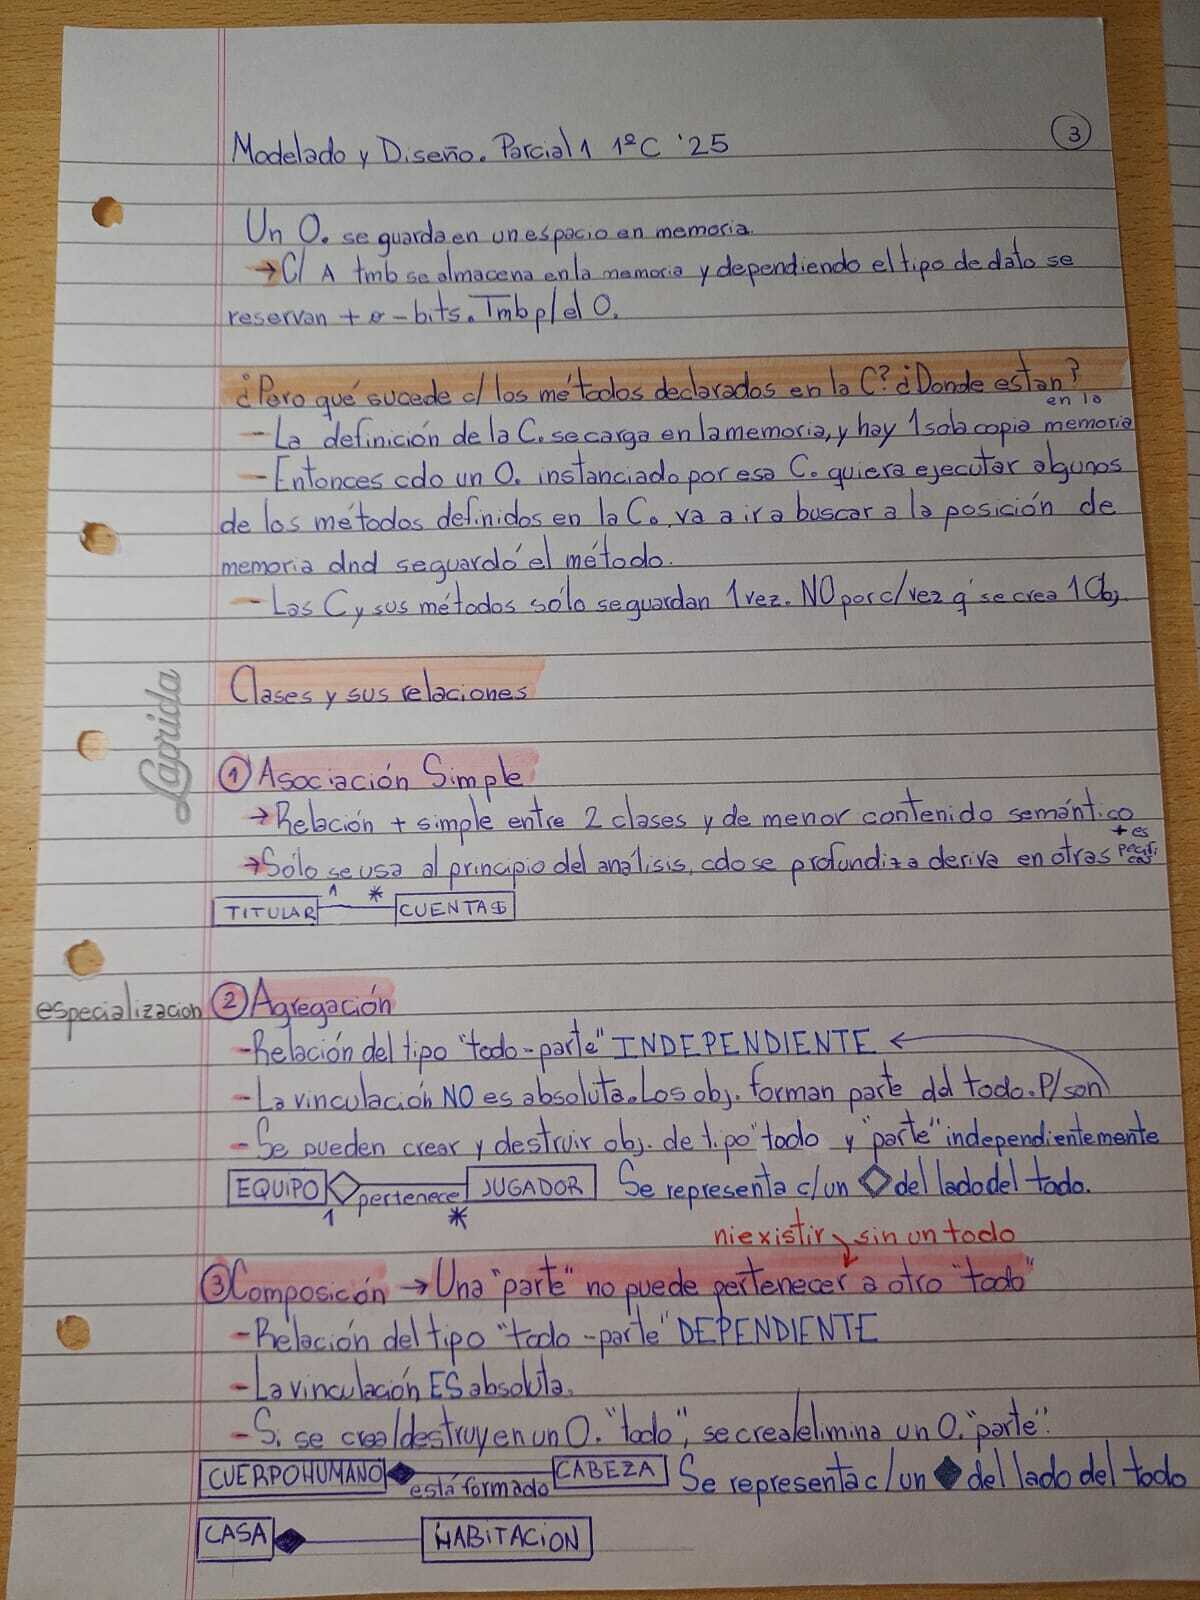 Modelado y Diseño. Parcial 1 1ºC '25
3
Un O. se guarda en un espacio en memoria.
→ C/ A tmb se almacena en la memoria y dependiendo el tipo de dato se
reservan + o - bits. Tmb p/ el O.
¿Pero qué sucede c/ los métodos declarados en la C? ¿Donde estan?
- La definición de la C. se carga en la memoria, y hay 1 sola copia en la memoria
- Entonces cdo un O. instanciado por esa C. quiera ejecutar algunos
de los métodos definidos en la C. va a ir a buscar a la posición de
memoria dnd se guardó el método.
- Las C y sus métodos sólo se guardan 1 vez. NO por c/ vez q' se crea 1 Obj.
Clases y sus relaciones
Laprida
① Asociación Simple
→ Relación + simple entre 2 clases y de menor contenido semántico
→ Sólo se usa al principio del análisis, cdo se profundiza deriva en otras + especificas
TITULAR 1 * CUENTAS
especializacion ② Agregación
- Relación del tipo "todo - parte" INDEPENDIENTE ←
- La vinculación NO es absoluta. Los obj. forman parte del todo. P/ son
- Se pueden crear y destruir obj. de tipo "todo y "parte" independientemente
EQUIPO ◇ pertenece JUGADOR Se representa c/ un ◇ del lado del todo.
1 *
ni existir sin un todo
③ Composición → Una "parte" no puede pertenecer a otro "todo"
- Relación del tipo "todo - parte" DEPENDIENTE
- La vinculación ES absoluta.
- Si se crea/destruyen un O. "todo", se crea/elimina un O. "parte".
CUERPO HUMANO ◆ está formado CABEZA Se representa c/ un ◆ del lado del todo
CASA ◆ HABITACION